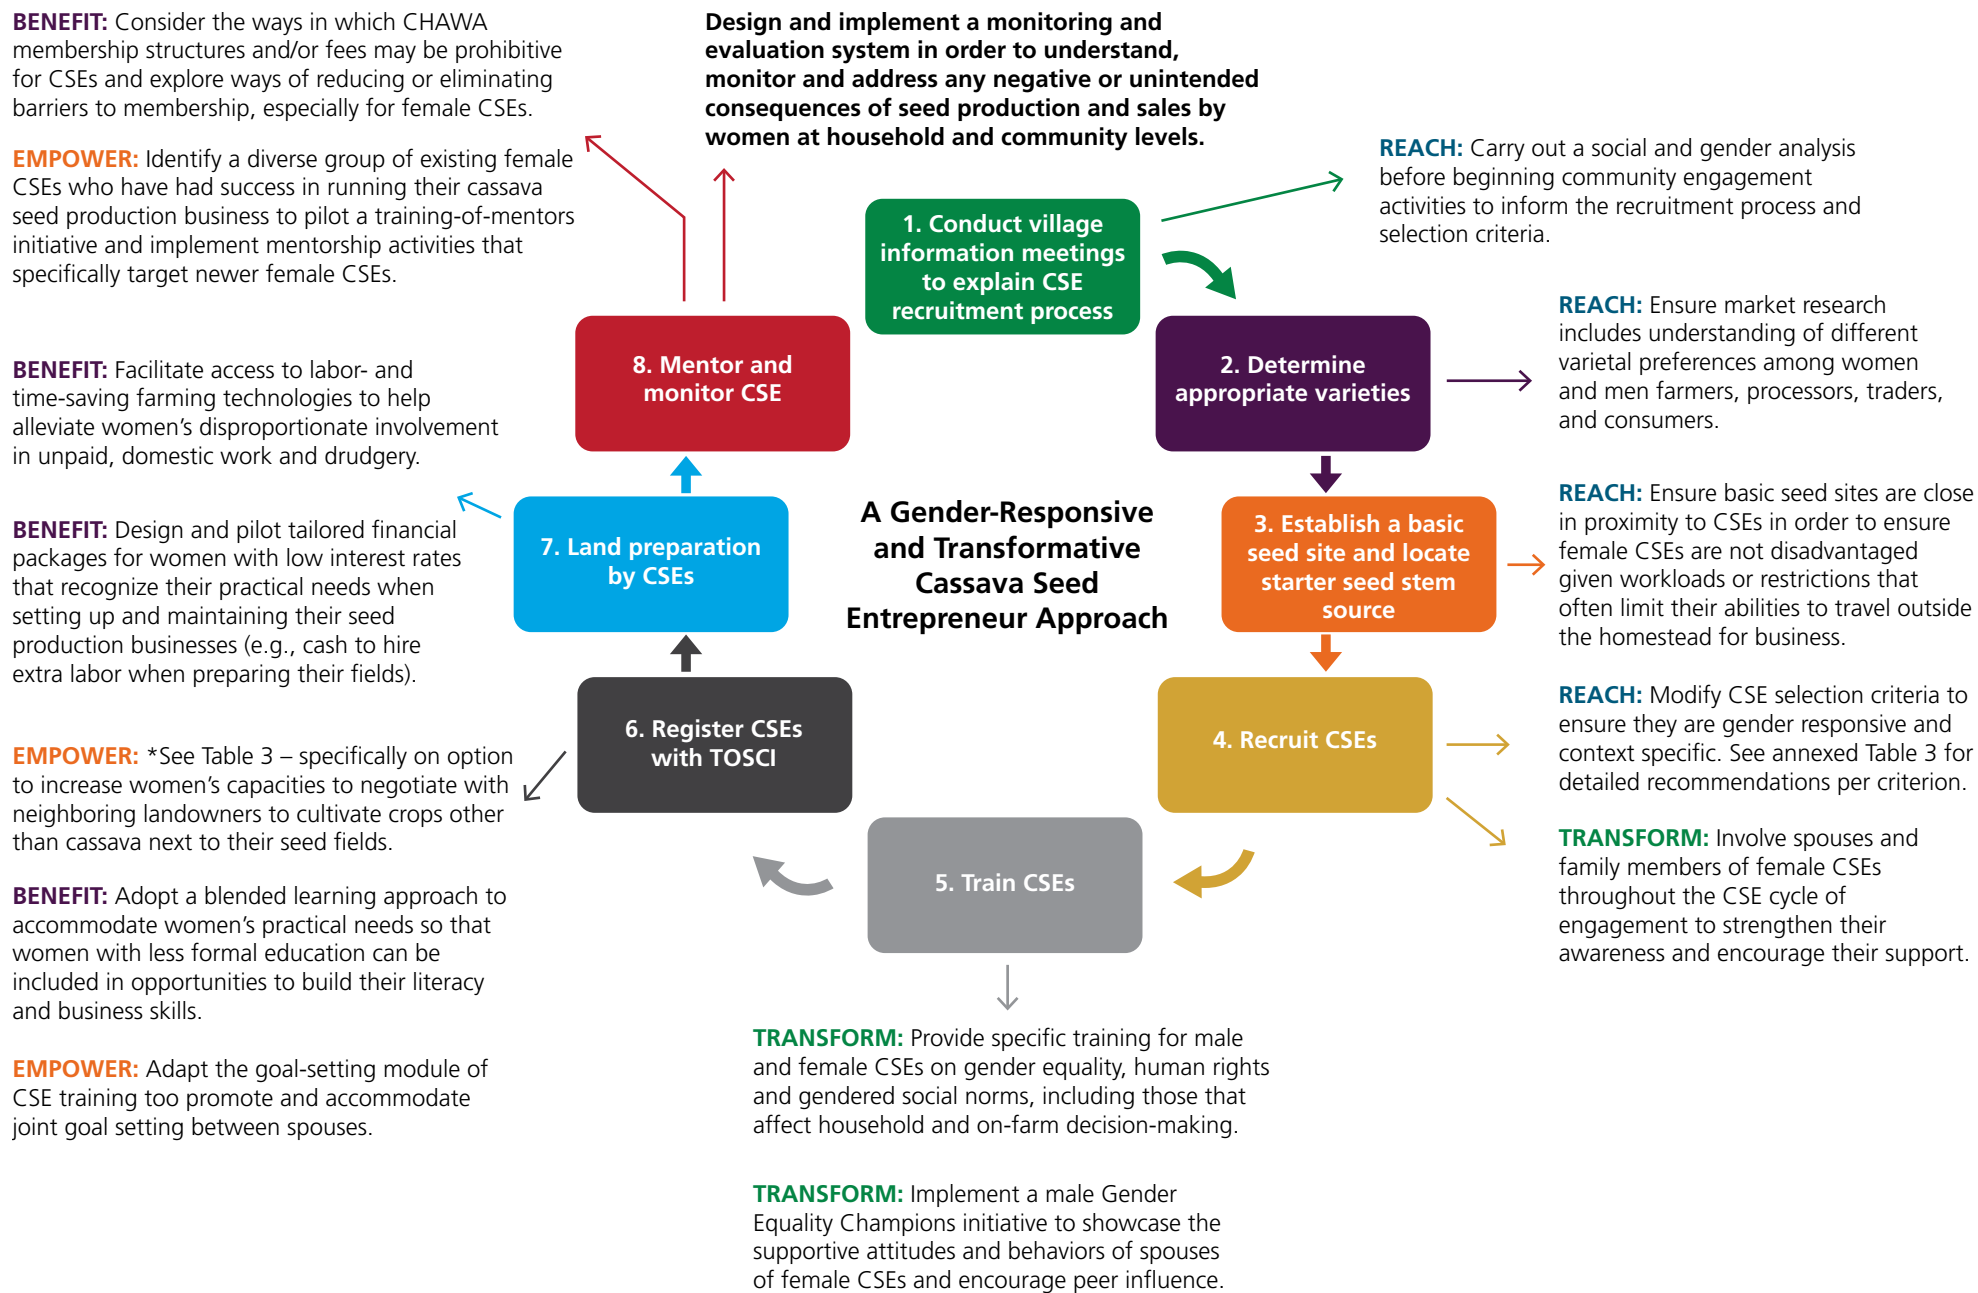 BENEFIT: Consider the ways in which CHAWA
membership structures and/or fees may be prohibitive
for CSEs and explore ways of reducing or eliminating
barriers to membership, especially for female CSEs.
EMPOWER: Identify a diverse group of existing female
CSEs who have had success in running their cassava
seed production business to pilot a training-of-mentors
initiative and implement mentorship activities that
specifically target newer female CSEs.
Design and implement a monitoring and
evaluation system in order to understand,
monitor and address any negative or unintended
consequences of seed production and sales by
women at household and community levels.
1. Conduct village
information meetings
to explain CSE
recruitment process
REACH: Carry out a social and gender analysis
before beginning community engagement
activities to inform the recruitment process and
selection criteria.
2. Determine
appropriate varieties
REACH: Ensure market research
includes understanding of different
varietal preferences among women
and men farmers, processors, traders,
and consumers.
3. Establish a basic
seed site and locate
starter seed stem
source
REACH: Ensure basic seed sites are close
in proximity to CSEs in order to ensure
female CSEs are not disadvantaged
given workloads or restrictions that
often limit their abilities to travel outside
the homestead for business.
4. Recruit CSEs
REACH: Modify CSE selection criteria to
ensure they are gender responsive and
context specific. See annexed Table 3 for
detailed recommendations per criterion.
TRANSFORM: Involve spouses and
family members of female CSEs
throughout the CSE cycle of
engagement to strengthen their
awareness and encourage their support.
5. Train CSEs
TRANSFORM: Provide specific training for male
and female CSEs on gender equality, human rights
and gendered social norms, including those that
affect household and on-farm decision-making.
TRANSFORM: Implement a male Gender
Equality Champions initiative to showcase the
supportive attitudes and behaviors of spouses
of female CSEs and encourage peer influence.
6. Register CSEs
with TOSCI
EMPOWER: *See Table 3 – specifically on option
to increase women's capacities to negotiate with
neighboring landowners to cultivate crops other
than cassava next to their seed fields.
BENEFIT: Adopt a blended learning approach to
accommodate women's practical needs so that
women with less formal education can be
included in opportunities to build their literacy
and business skills.
EMPOWER: Adapt the goal-setting module of
CSE training too promote and accommodate
joint goal setting between spouses.
7. Land preparation
by CSEs
BENEFIT: Facilitate access to labor- and
time-saving farming technologies to help
alleviate women's disproportionate involvement
in unpaid, domestic work and drudgery.
BENEFIT: Design and pilot tailored financial
packages for women with low interest rates
that recognize their practical needs when
setting up and maintaining their seed
production businesses (e.g., cash to hire
extra labor when preparing their fields).
8. Mentor and
monitor CSE
A Gender-Responsive
and Transformative
Cassava Seed
Entrepreneur Approach